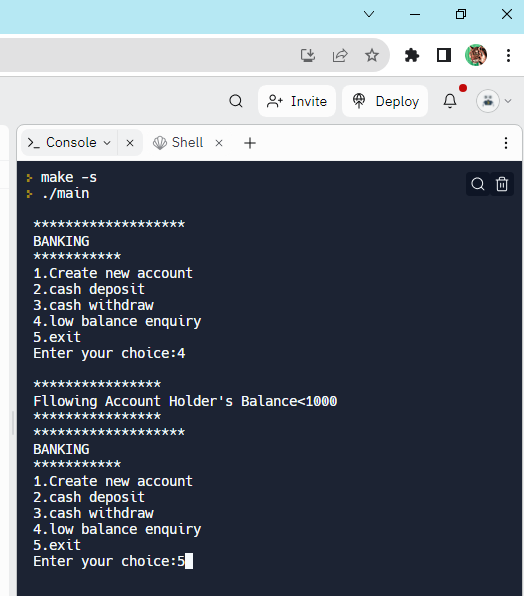 Invite
Deploy
Console
Shell
make -s
./main
*******************
BANKING
***********
1.Create new account
2.cash deposit
3.cash withdraw
4.low balance enquiry
5.exit
Enter your choice:4
****************
Fllowing Account Holder's Balance<1000
****************
*******************
BANKING
***********
1.Create new account
2.cash deposit
3.cash withdraw
4.low balance enquiry
5.exit
Enter your choice:5